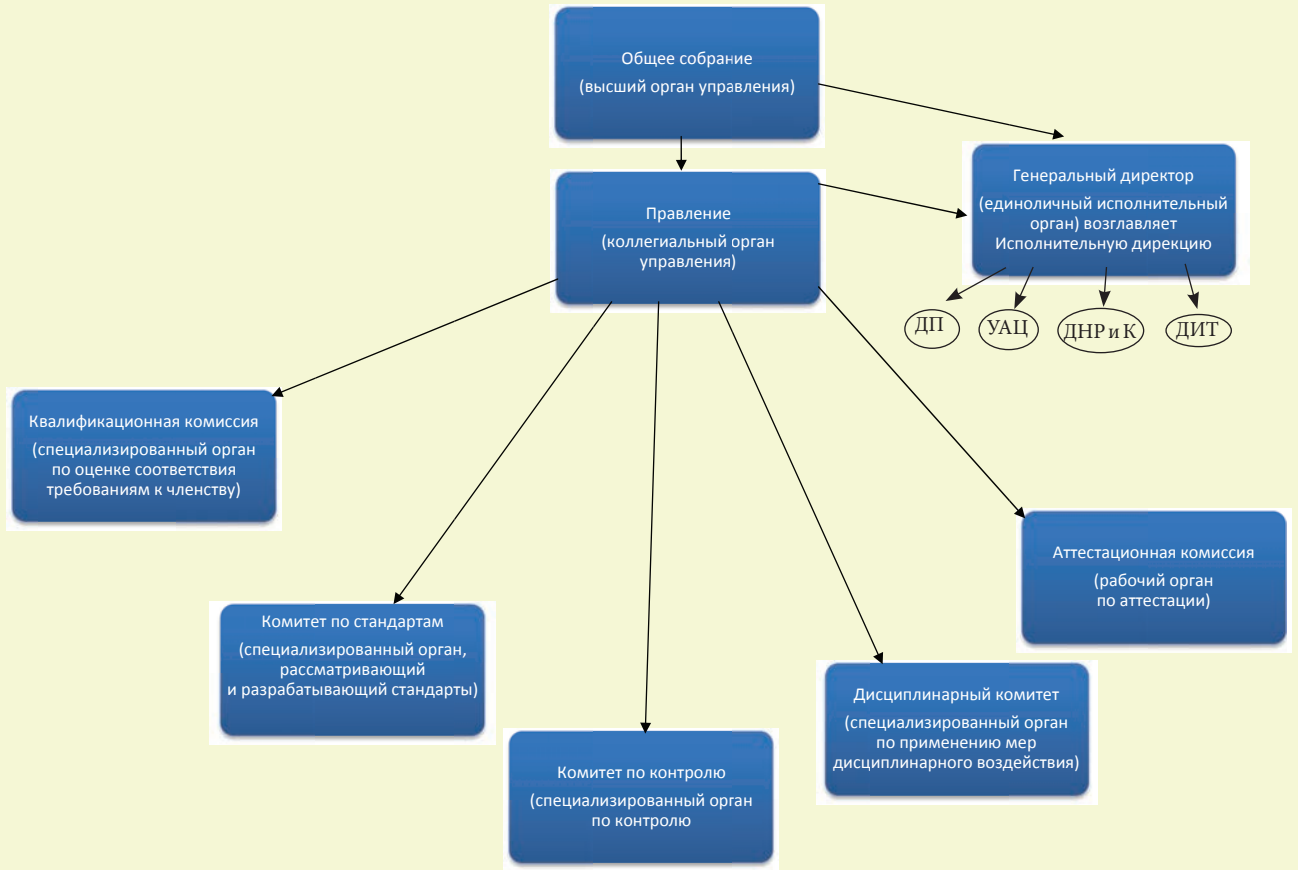 Общее собрание
(высший орган управления)
Генеральный директор
(единоличный исполнительный
орган) возглавляет
Исполнительную дирекцию
Правление
(коллегиальный орган
управления)
ДП
УАЦ
ДНР и К
ДИТ
Квалификационная комиссия
(специализированный орган
по оценке соответствия
требованиям к членству)
Аттестационная комиссия
(рабочий орган
по аттестации)
Комитет по стандартам
(специализированный орган,
рассматривающий
и разрабатывающий стандарты)
Дисциплинарный комитет
(специализированный орган
по применению мер
дисциплинарного воздействия)
Комитет по контролю
(специализированный орган
по контролю